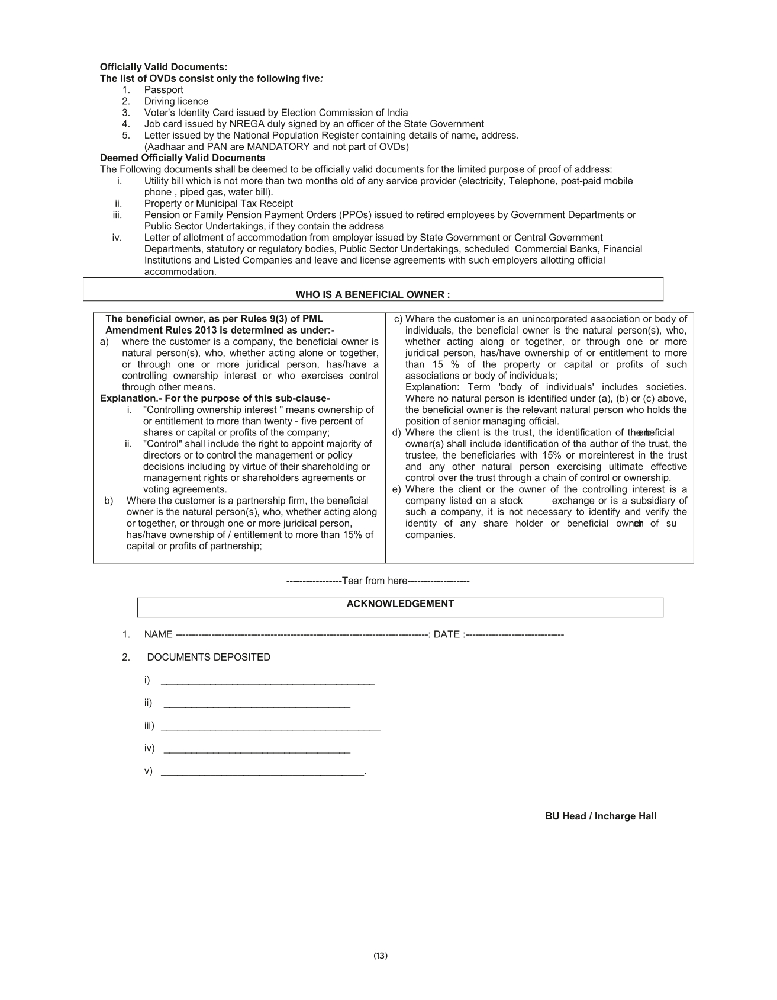 Officially Valid Documents:
The list of OVDs consist only the following five:
1. Passport
2. Driving licence
3. Voter's Identity Card issued by Election Commission of India
4. Job card issued by NREGA duly signed by an officer of the State Government
5. Letter issued by the National Population Register containing details of name, address.
(Aadhaar and PAN are MANDATORY and not part of OVDs)
Deemed Officially Valid Documents
The Following documents shall be deemed to be officially valid documents for the limited purpose of proof of address:
i. Utility bill which is not more than two months old of any service provider (electricity, Telephone, post-paid mobile
phone , piped gas, water bill).
ii. Property or Municipal Tax Receipt
iii. Pension or Family Pension Payment Orders (PPOs) issued to retired employees by Government Departments or
Public Sector Undertakings, if they contain the address
iv. Letter of allotment of accommodation from employer issued by State Government or Central Government
Departments, statutory or regulatory bodies, Public Sector Undertakings, scheduled Commercial Banks, Financial
Institutions and Listed Companies and leave and license agreements with such employers allotting official
accommodation.
WHO IS A BENEFICIAL OWNER :
The beneficial owner, as per Rules 9(3) of PML
Amendment Rules 2013 is determined as under:-
a) where the customer is a company, the beneficial owner is
natural person(s), who, whether acting alone or together,
or through one or more juridical person, has/have a
controlling ownership interest or who exercises control
through other means.
Explanation.- For the purpose of this sub-clause-
i. "Controlling ownership interest " means ownership of
or entitlement to more than twenty - five percent of
shares or capital or profits of the company;
ii. "Control" shall include the right to appoint majority of
directors or to control the management or policy
decisions including by virtue of their shareholding or
management rights or shareholders agreements or
voting agreements.
b) Where the customer is a partnership firm, the beneficial
owner is the natural person(s), who, whether acting along
or together, or through one or more juridical person,
has/have ownership of / entitlement to more than 15% of
capital or profits of partnership;
c) Where the customer is an unincorporated association or body of
individuals, the beneficial owner is the natural person(s), who,
whether acting along or together, or through one or more
juridical person, has/have ownership of or entitlement to more
than 15 % of the property or capital or profits of such
associations or body of individuals;
Explanation: Term 'body of individuals' includes societies.
Where no natural person is identified under (a), (b) or (c) above,
the beneficial owner is the relevant natural person who holds the
position of senior managing official.
d) Where the client is the trust, the identification of the
owner(s) shall include identification of the author of the trust, the
trustee, the beneficiaries with 15% or moreinterest in the trust
and any other natural person exercising ultimate effective
control over the trust through a chain of control or ownership.
e) Where the client or the owner of the controlling interest is a
company listed on a stock exchange or is a subsidiary of
such a company, it is not necessary to identify and verify the
identity of any share holder or beneficial of
companies.
-----------------Tear from here-------------------
ACKNOWLEDGEMENT
1. NAME -----------------------------------------------------------------------------: DATE :------------------------------
2. DOCUMENTS DEPOSITED
i) _______________________________________
ii) __________________________________
iii) ________________________________________
iv) __________________________________
v) _____________________________________.
BU Head / Incharge Hall
(13)